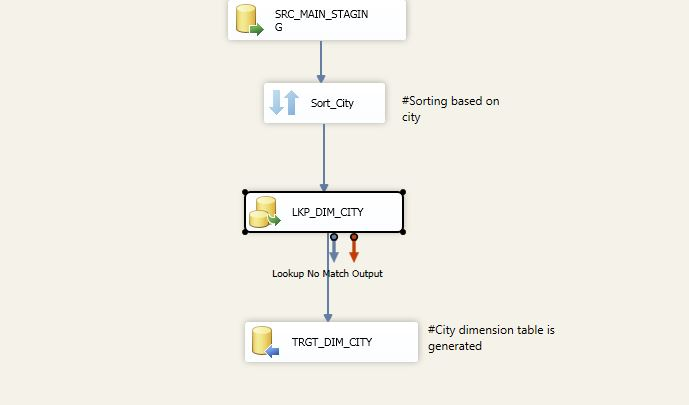 SRC_MAIN_STAGIN
G
Sort_City
#Sorting based on
city
LKP_DIM_CITY
Lookup No Match Output
TRGT_DIM_CITY
#City dimension table is
generated